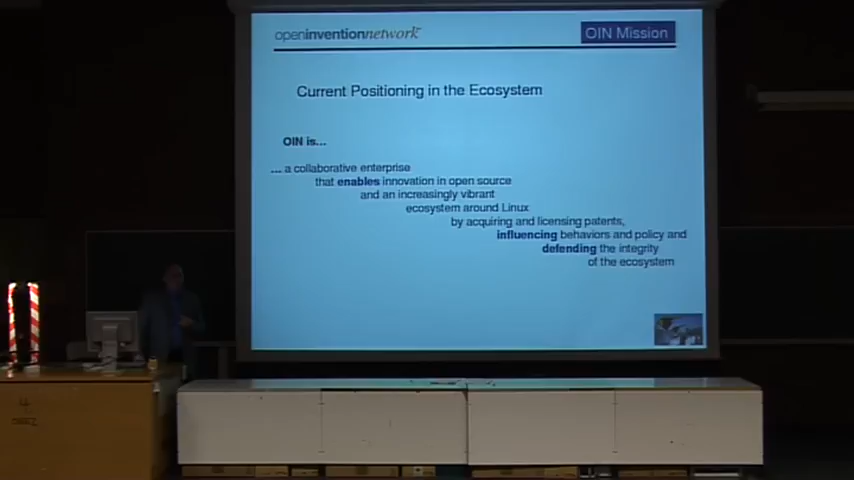 openinventionnetwork
OIN Mission
Current Positioning in the Ecosystem
OIN is...
... a collaborative enterprise
that enables innovation in open source
and an increasingly vibrant
ecosystem around Linux
by acquiring and licensing patents,
influencing behaviors and policy and
defending the integrity
of the ecosystem